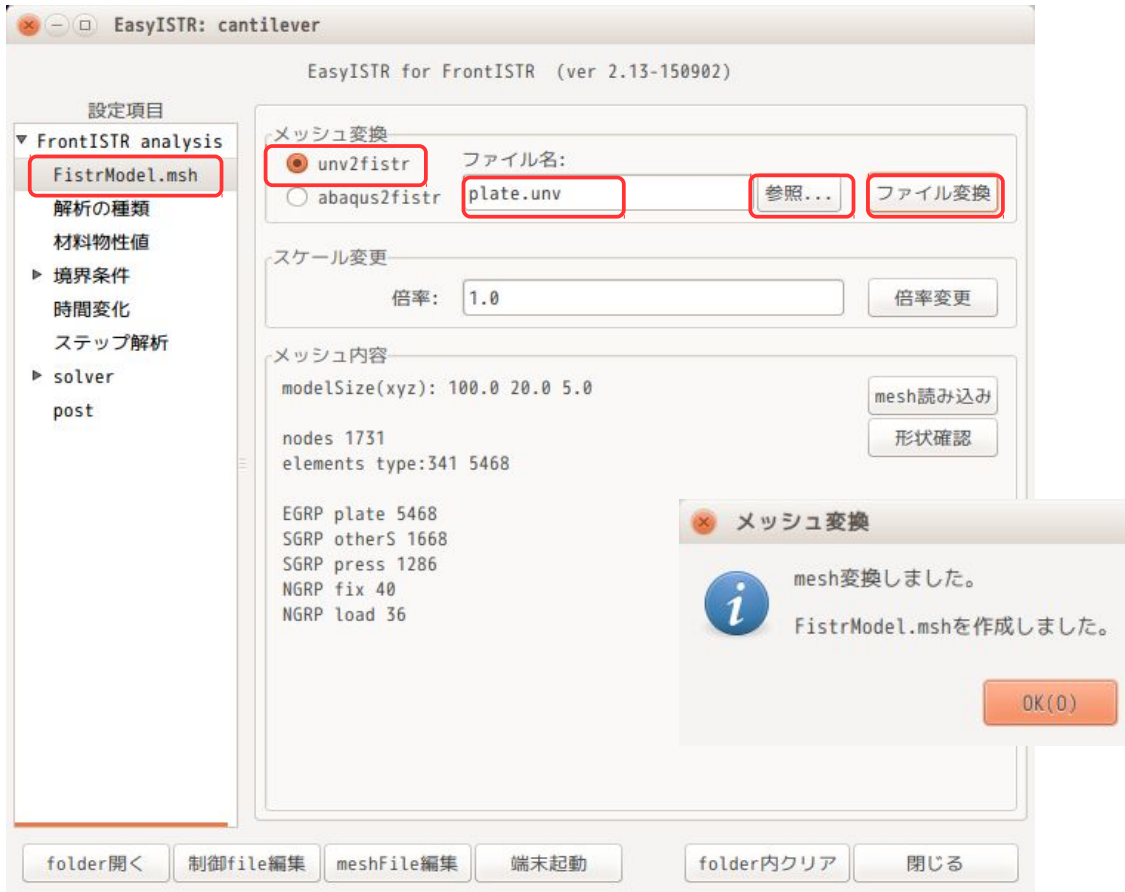 EasyISTR: cantilever
EasyISTR for FrontISTR (ver 2.13-150902)
設定項目
FrontISTR analysis
FistrModel.msh
解析の種類
材料物性値
境界条件
時間変化
ステップ解析
solver
post
メッシュ変換
unv2fistr
abaqus2fistr
ファイル名:
plate.unv
参照...
ファイル変換
スケール変更
倍率:
1.0
倍率変更
メッシュ内容
modelSize(xyz): 100.0 20.0 5.0
nodes 1731
elements type:341 5468
EGRP plate 5468
SGRP otherS 1668
SGRP press 1286
NGRP fix 40
NGRP load 36
mesh読み込み
形状確認
メッシュ変換
mesh変換しました。
FistrModel.mshを作成しました。
OK(O)
folder開く
制御file編集
meshFile編集
端末起動
folder内クリア
閉じる